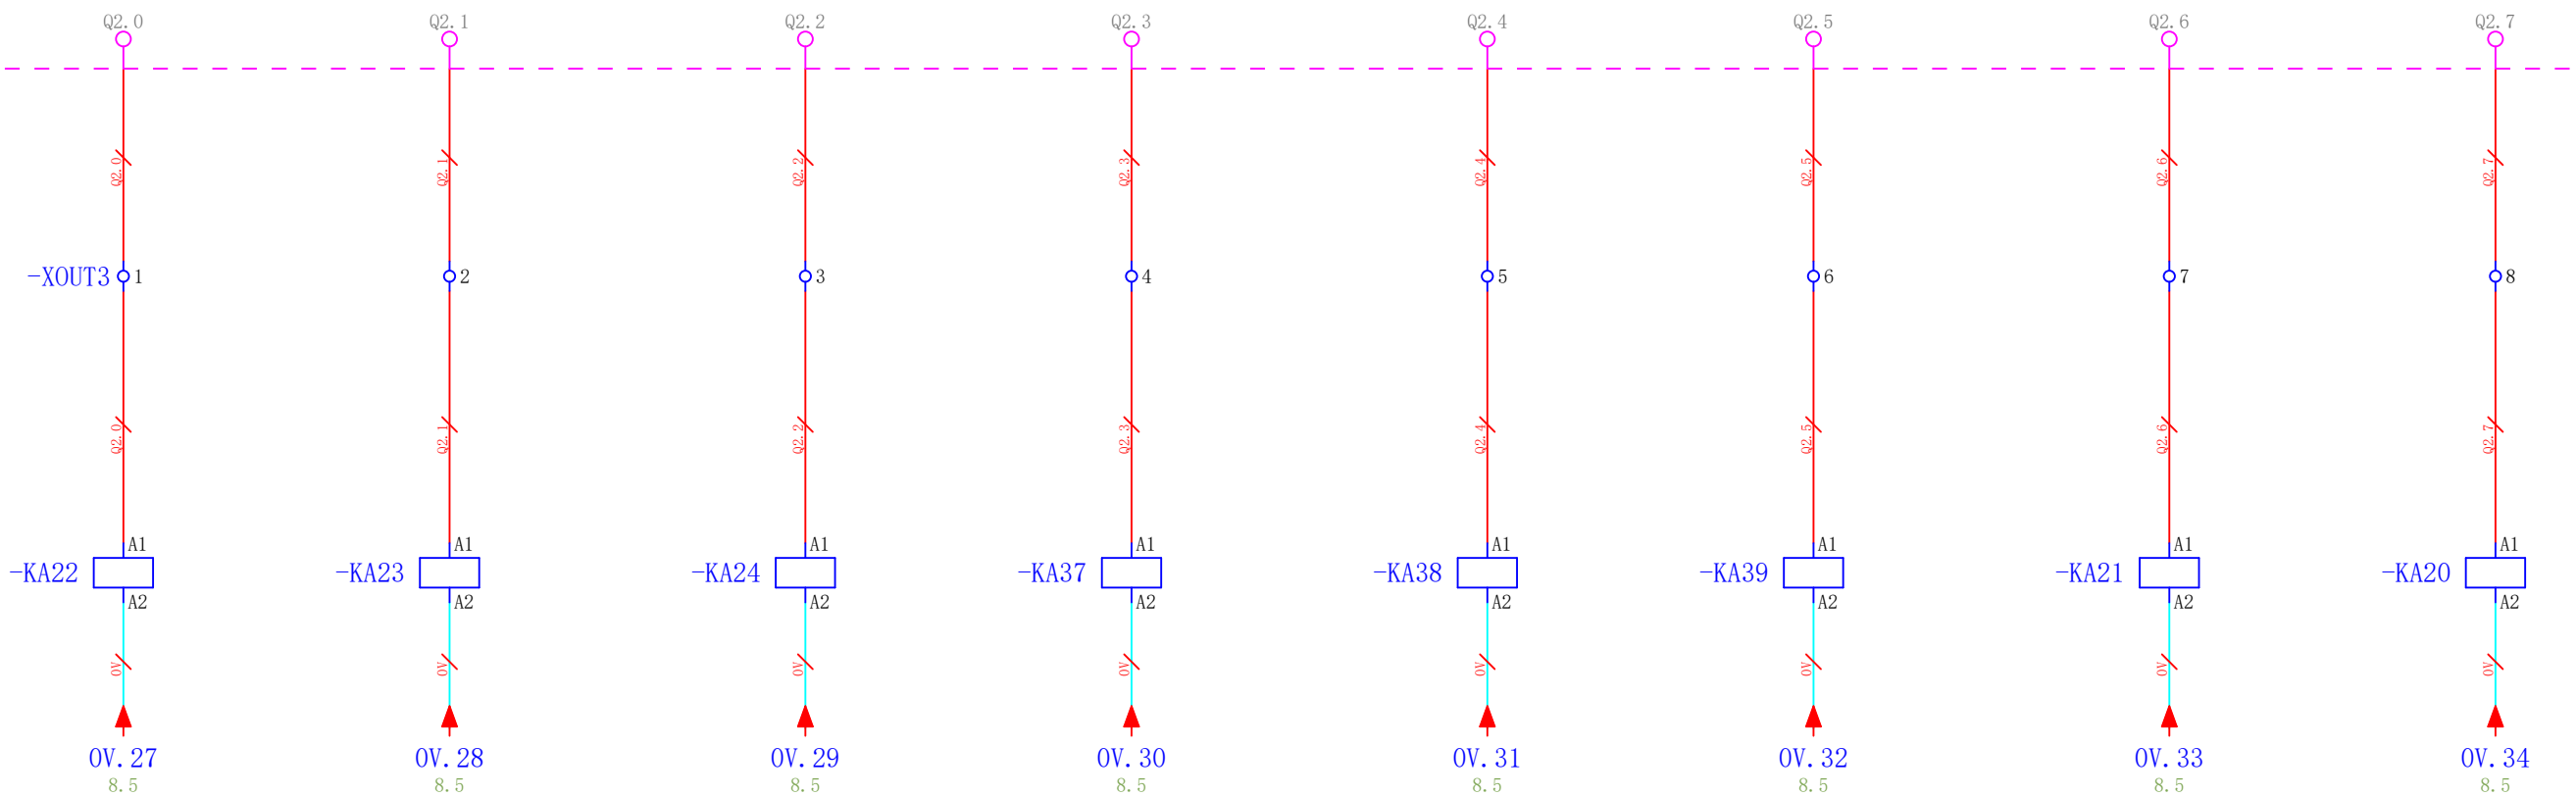 Q2.0 Q2.1 Q2.2 Q2.3 Q2.4 Q2.5 Q2.6 Q2.7
Q2.0 Q2.1 Q2.2 Q2.3 Q2.4 Q2.5 Q2.6 Q2.7
-XOUT3 1 2 3 4 5 6 7 8
Q2.0 Q2.1 Q2.2 Q2.3 Q2.4 Q2.5 Q2.6 Q2.7
A1 A1 A1 A1 A1 A1 A1 A1
-KA22 -KA23 -KA24 -KA37 -KA38 -KA39 -KA21 -KA20
A2 A2 A2 A2 A2 A2 A2 A2
0V 0V 0V 0V 0V 0V 0V 0V
0V.27 0V.28 0V.29 0V.30 0V.31 0V.32 0V.33 0V.34
8.5 8.5 8.5 8.5 8.5 8.5 8.5 8.5